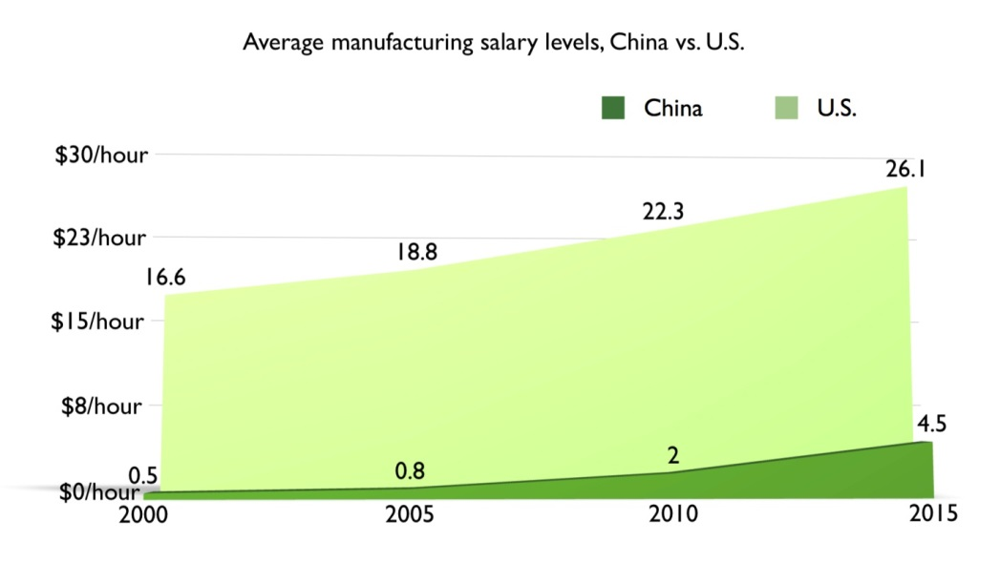 Average manufacturing salary levels, China vs. U.S.
China U.S.
$30/hour
26.1
22.3
$23/hour
18.8
16.6
$15/hour
$8/hour
4.5
2
0.8
0.5
$0/hour
2000 2005 2010 2015